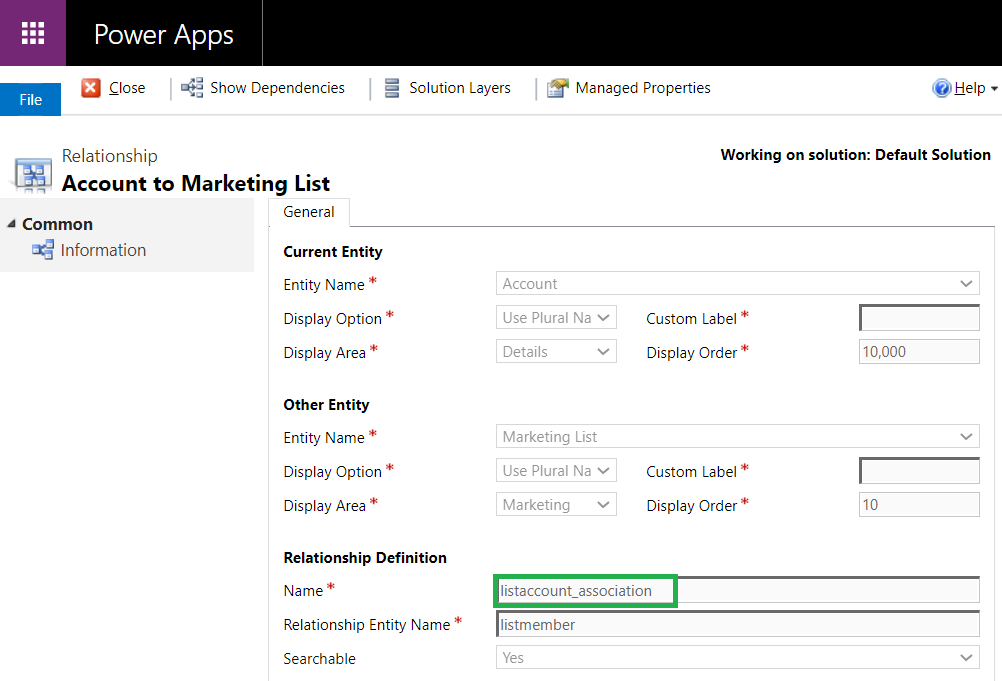 Power Apps
File Close Show Dependencies Solution Layers Managed Properties Help
Relationship
Working on solution: Default Solution
Account to Marketing List
Common
Information
General
Current Entity
Entity Name * Account
Display Option * Use Plural Na Custom Label *
Display Area * Details Display Order * 10,000
Other Entity
Entity Name * Marketing List
Display Option * Use Plural Na Custom Label *
Display Area * Marketing Display Order * 10
Relationship Definition
Name * listaccount_association
Relationship Entity Name * listmember
Searchable Yes